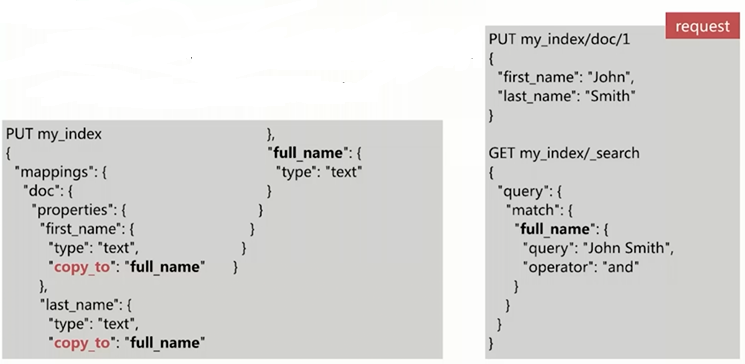 PUT my_index
{
"mappings": {
"doc": {
"properties": {
"first_name": {
"type": "text",
"copy_to": "full_name"
},
"last_name": {
"type": "text",
"copy_to": "full_name"
},
"full_name": {
"type": "text"
}
}
}
}
}
request
PUT my_index/doc/1
{
"first_name": "John",
"last_name": "Smith"
}
GET my_index/_search
{
"query": {
"match": {
"full_name": {
"query": "John Smith",
"operator": "and"
}
}
}
}